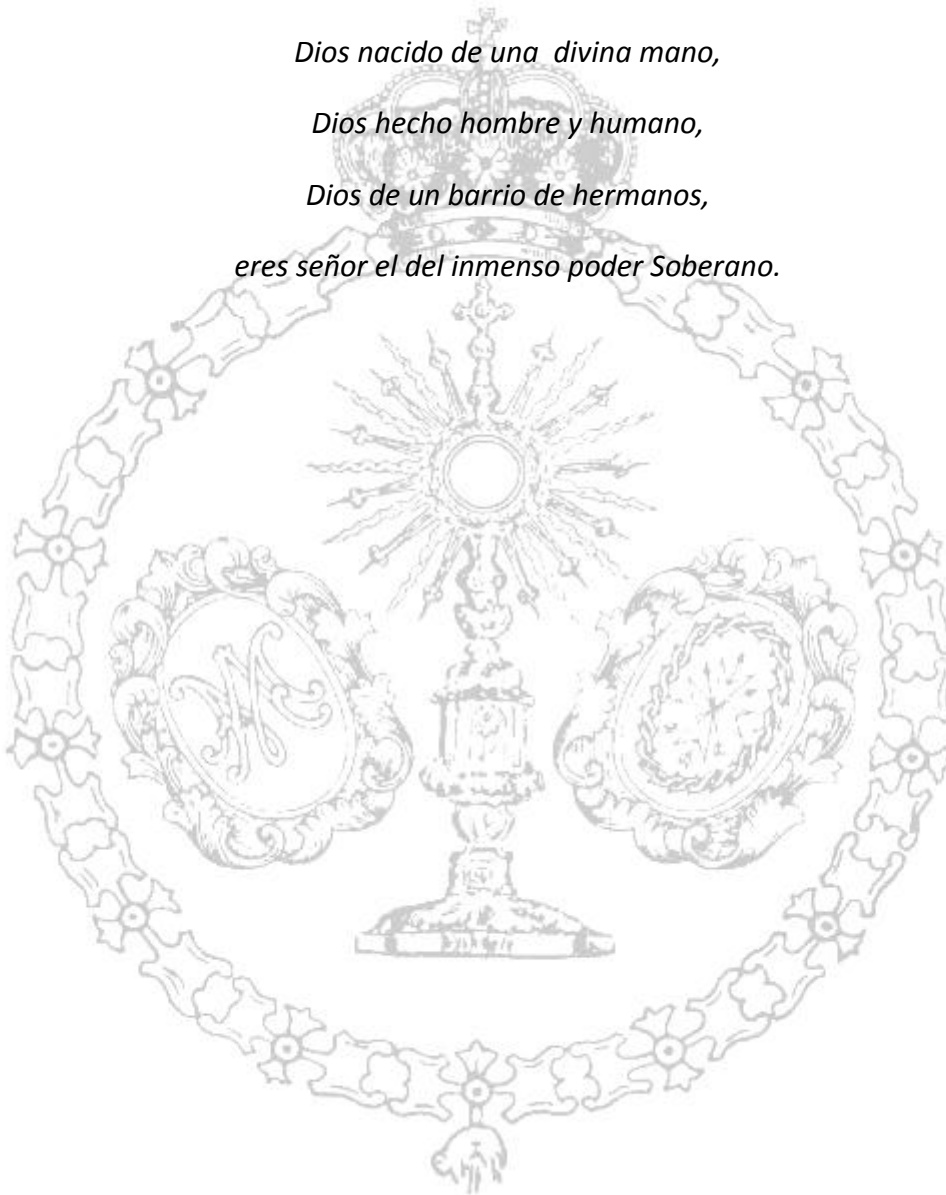 Dios nacido de una divina mano,
Dios hecho hombre y humano,
Dios de un barrio de hermanos,
eres señor el del inmenso poder Soberano.